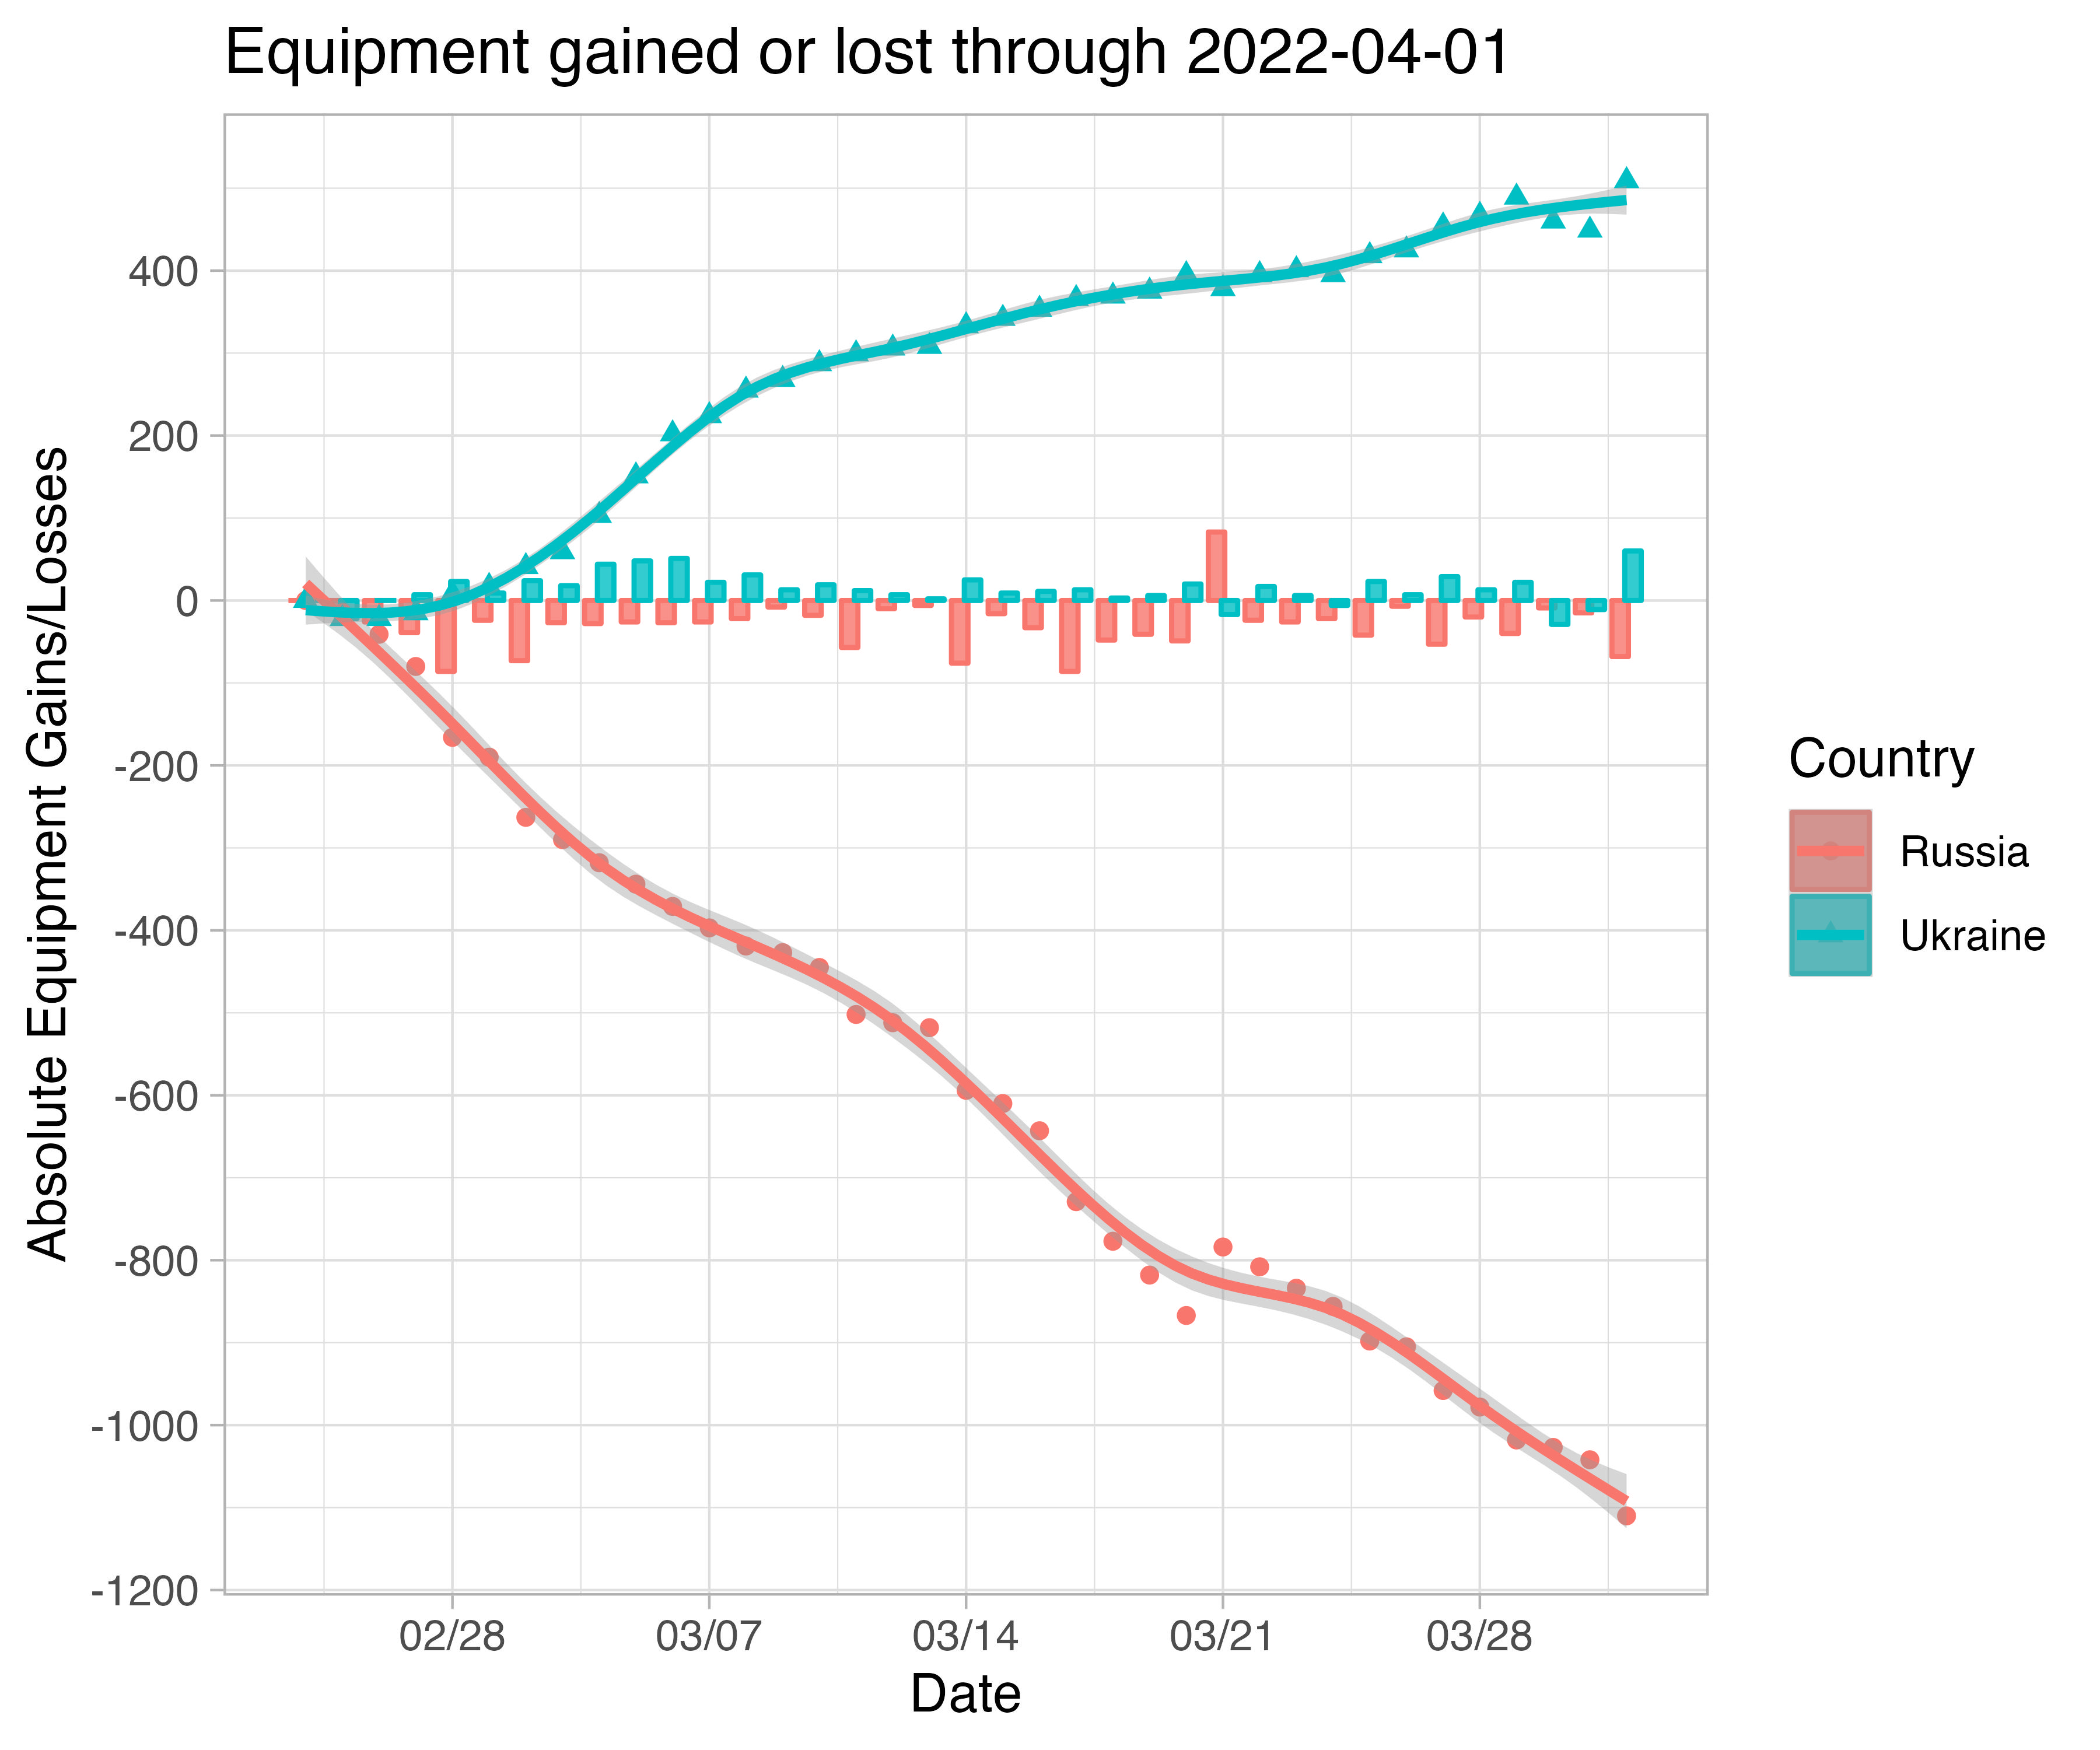 Equipment gained or lost through 2022-04-01
Absolute Equipment Gains/Losses
400
200
0
-200
-400
-600
-800
-1000
-1200
02/28
03/07
03/14
03/21
03/28
Date
Country
Russia
Ukraine